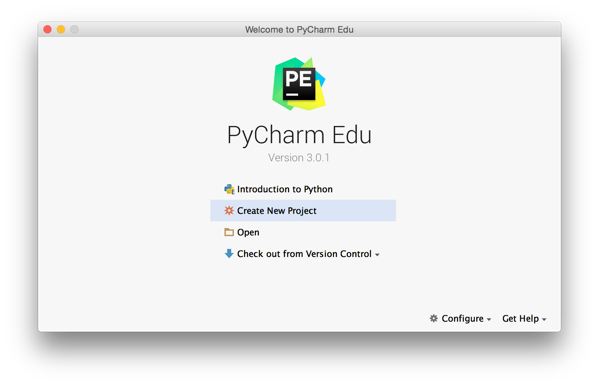 Welcome to PyCharm Edu
PE
PyCharm Edu
Version 3.0.1
Introduction to Python
Create New Project
Open
Check out from Version Control
Configure
Get Help